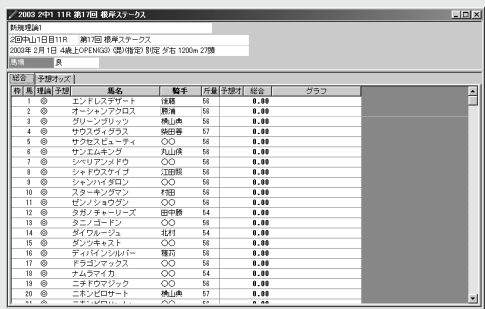 2003 2中1 11R 第17回 根岸ステークス
新規理論1
2回中山1日目11R 第17回 根岸ステークス
2003年 2月 1日 4歳上OPEN(G3) (混)(指定) 別定 ダ右 1200m 27頭
馬場 良
総合 予想オッズ
枠 馬 理論 予想 馬名 騎手 斤量 予想オ 総合 グラフ
1 ◎ エンドレスデザート 後藤 56 0.00
2 ◎ オーシャンアクロス 勝浦 56 0.00
3 ◎ グリーンブリッツ 横山典 56 0.00
4 ◎ サウスヴィグラス 柴田善 57 0.00
5 ◎ サクセスビューティ ○○ 56 0.00
6 ◎ サンエムキング 丸山侯 56 0.00
7 ◎ シベリアンメドウ ○○ 56 0.00
8 ◎ シャドウスケイプ 江田照 56 0.00
9 ◎ シャンハイダロン ○○ 56 0.00
10 ◎ スターキングマン 村田 56 0.00
11 ◎ ゼンノショウグン ○○ 56 0.00
12 ◎ タガノチャーリーズ 田中勝 54 0.00
13 ◎ タニノゴードン ○○ 56 0.00
14 ◎ ダイワルージュ 北村 54 0.00
15 ◎ ダンツキャスト ○○ 56 0.00
16 ◎ ディバインシルバー 穂苅 56 0.00
17 ◎ ドラゴンマックス ○○ 56 0.00
18 ◎ ナムラマイカ ○○ 54 0.00
19 ◎ ニチドウマジック ○○ 56 0.00
20 ◎ ニホンピロサート 横山典 57 0.00